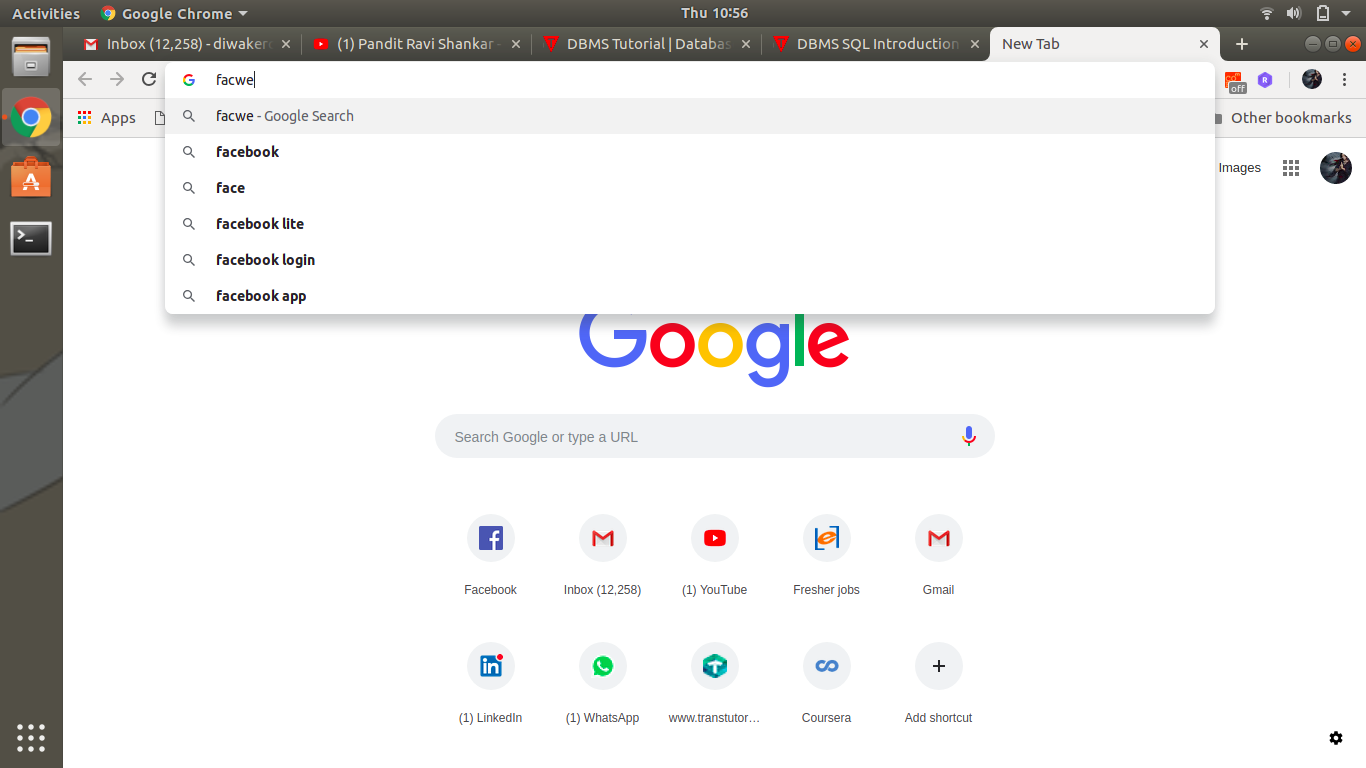 Activities Google Chrome Thu 10:56
Inbox (12,258) - diwaker (1) Pandit Ravi Shankar - DBMS Tutorial | Databas DBMS SQL Introduction New Tab
facwe
off R
facwe - Google Search
Apps Other bookmarks
facebook
Images
face
facebook lite
facebook login
facebook app
Google
Search Google or type a URL
Facebook Inbox (12,258) (1) YouTube Fresher jobs Gmail
(1) LinkedIn (1) WhatsApp www.transtutor… Coursera Add shortcut